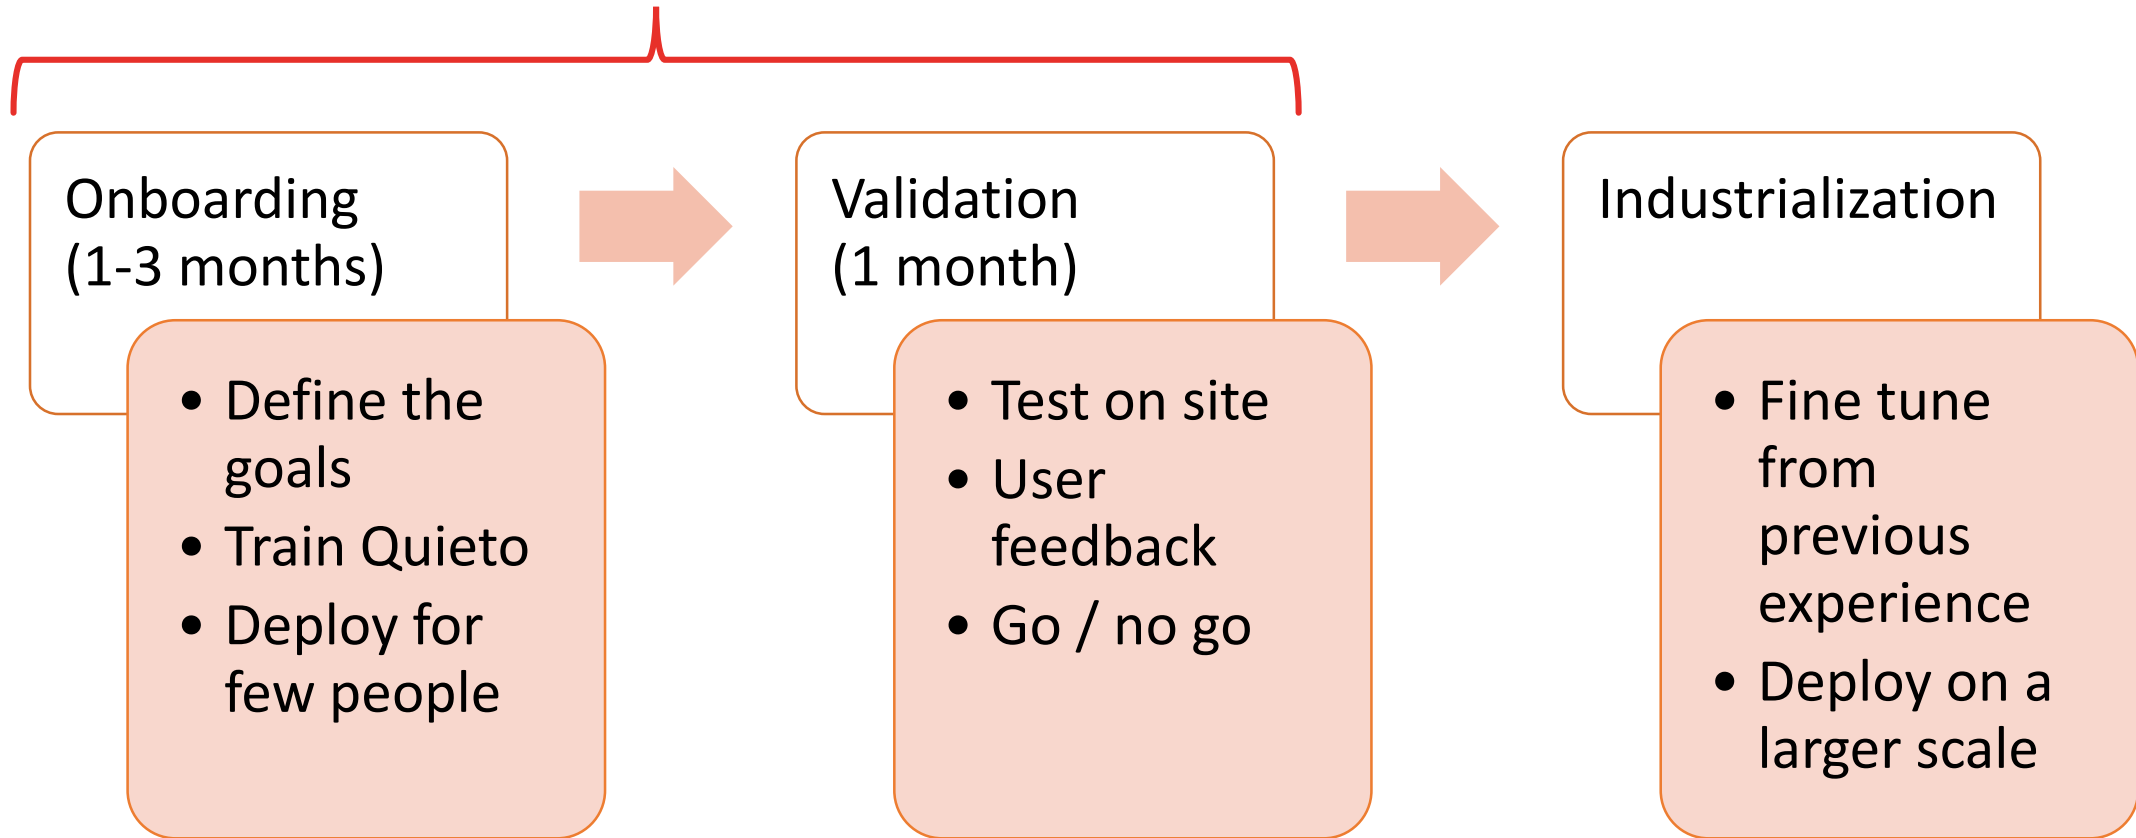 Onboarding
(1-3 months)
• Define the
goals
• Train Quieto
• Deploy for
few people
Validation
(1 month)
• Test on site
• User
feedback
• Go / no go
Industrialization
• Fine tune
from
previous
experience
• Deploy on a
larger scale